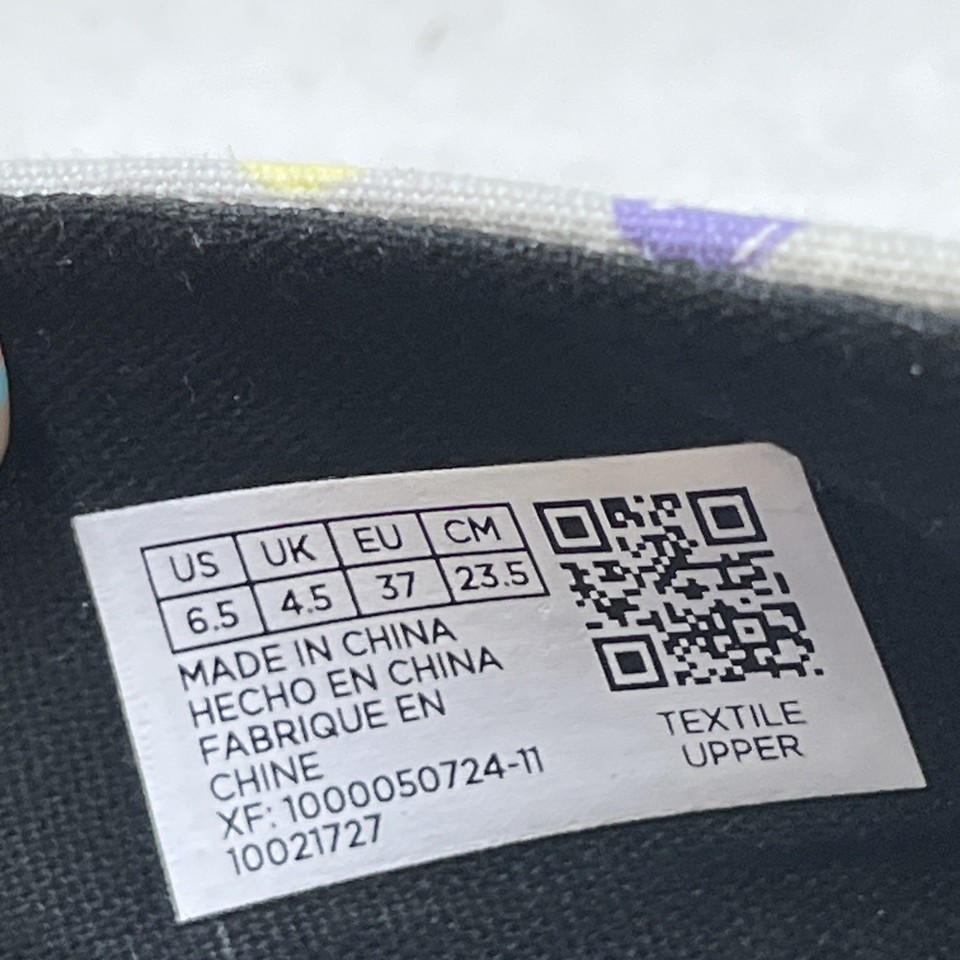 US UK EU CM
6.5 4.5 37 23.5
MADE IN CHINA
HECHO EN CHINA
FABRIQUE EN
CHINE
XF: 1000050724-11
10021727
TEXTILE
UPPER